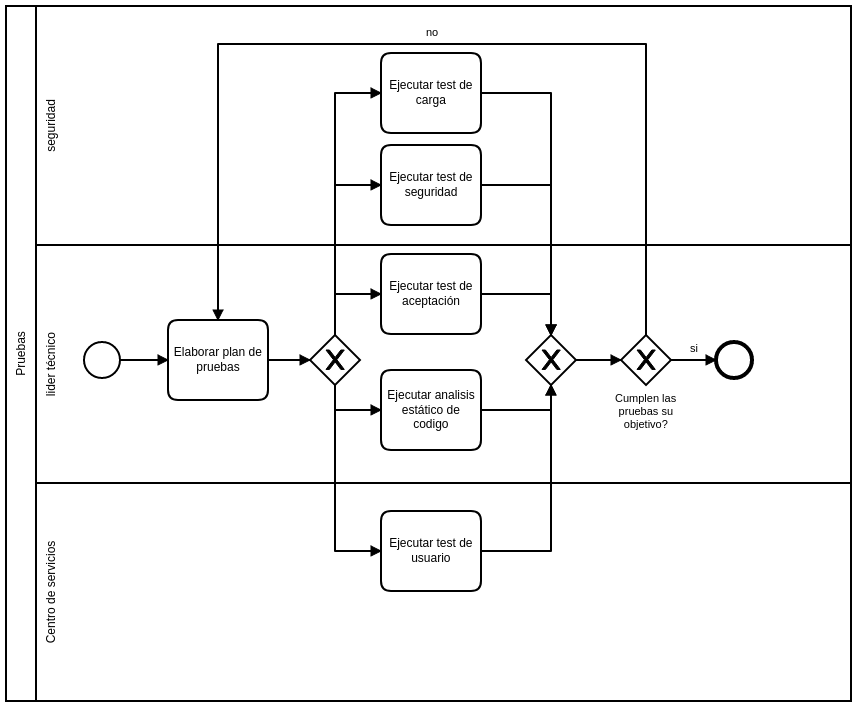 Pruebas
seguridad
no
Ejecutar test de
carga
Ejecutar test de
seguridad
lider técnico
Ejecutar test de
aceptación
Elaborar plan de
pruebas
Ejecutar analisis
estático de
codigo
Cumplen las
pruebas su
objetivo?
si
Centro de servicios
Ejecutar test de
usuario